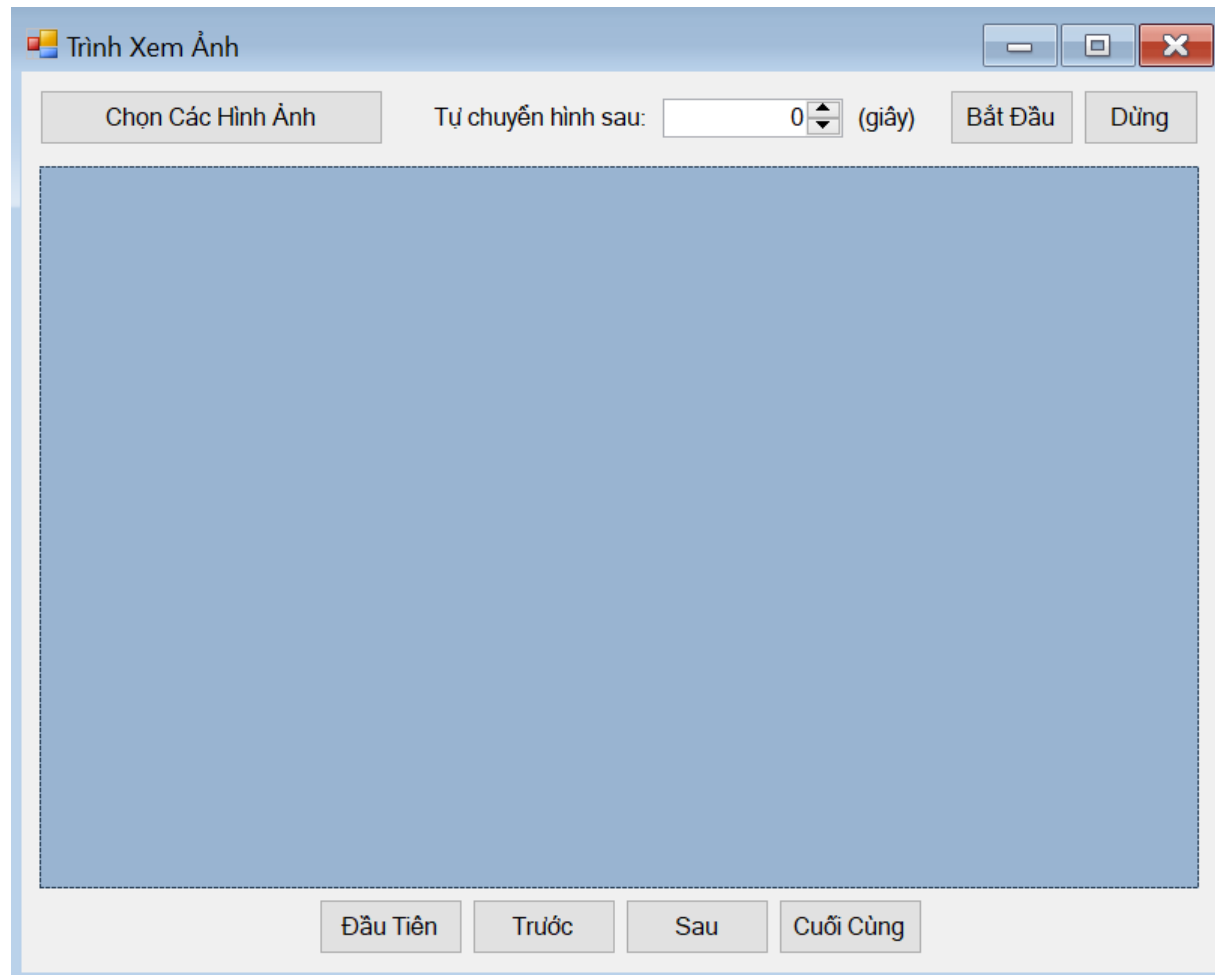 Trình Xem Ảnh
Chọn Các Hình Ảnh Tự chuyển hình sau: 0 (giây) Bắt Đầu Dừng
Đầu Tiên Trước Sau Cuối Cùng